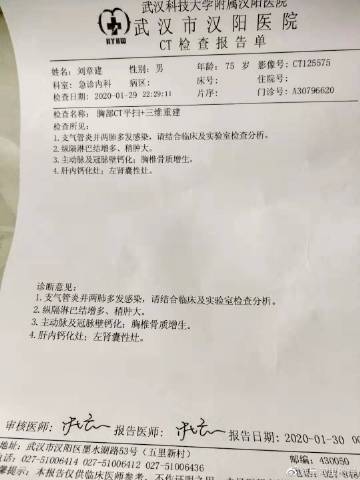 武汉科技大学附属汉阳医院
武汉市汉阳医院
HYHW
CT 检查报告单
姓名: 刘章建 性别: 男 年龄: 75 岁 影像号: CT125575
科室: 急诊内科 病区: 床号: 住院号:
检查日期: 2020-01-29 22:29:11 片序: 门诊号: A30796620
检查名称: 胸部CT平扫+三维重建
检查所见:
1. 支气管炎并两肺多发感染, 请结合临床及实验室检查分析。
2. 纵隔淋巴结增多、稍肿大。
3. 主动脉及冠脉壁钙化; 胸椎骨质增生。
4. 肝内钙化灶; 左肾囊性灶。
诊断意见:
1. 支气管炎并两肺多发感染, 请结合临床及实验室检查分析。
2. 纵隔淋巴结增多、稍肿大。
3. 主动脉及冠脉壁钙化; 胸椎骨质增生。
4. 肝内钙化灶; 左肾囊性灶。
审核医师: 报告医师: 报告日期: 2020-01-30 0
地址: 武汉市汉阳区墨水湖路53号 (五里新村) 邮编: 430050
电话: 027-51006414 027-51006412 027-51006436
温馨提示: 本报告仅供临床医师参考